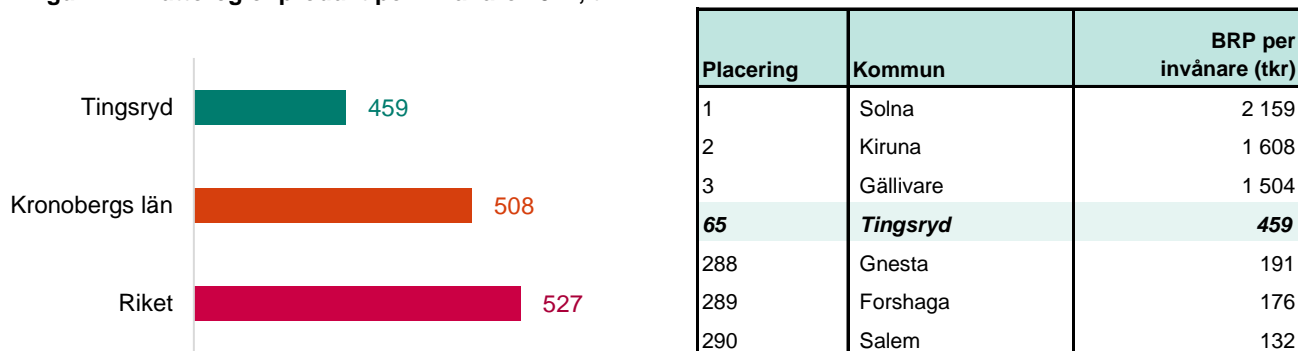 Tingsryd 459
Kronobergs län 508
Riket 527
Placering Kommun BRP per invånare (tkr)
1 Solna 2 159
2 Kiruna 1 608
3 Gällivare 1 504
65 Tingsryd 459
288 Gnesta 191
289 Forshaga 176
290 Salem 132